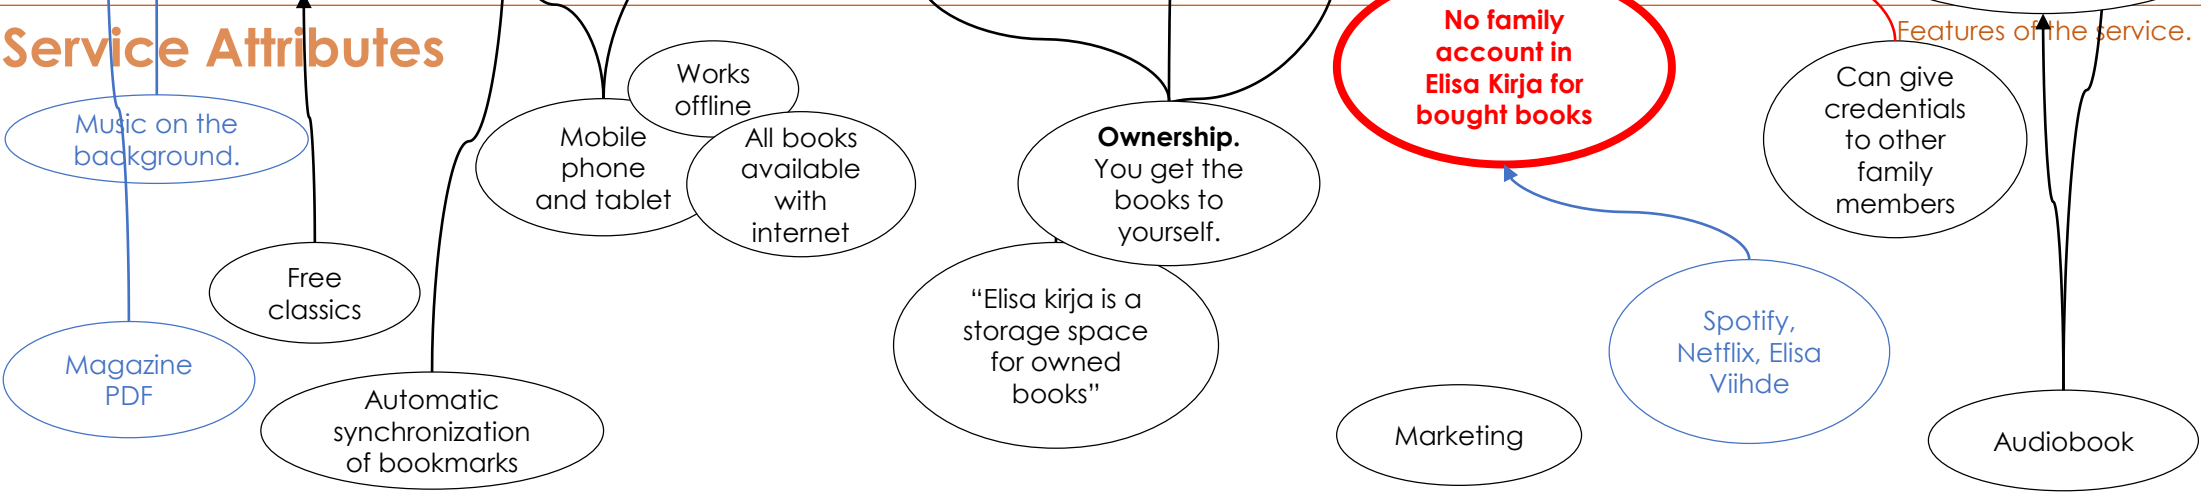 Service Attributes
Features of the service.
Music on the
background.
Magazine
PDF
Free
classics
Automatic
synchronization
of bookmarks
Mobile
phone
and tablet
Works
offline
All books
available
with
internet
Ownership.
You get the
books to
yourself.
“Elisa kirja is a
storage space
for owned
books”
No family
account in
Elisa Kirja for
bought books
Marketing
Spotify,
Netflix, Elisa
Viihde
Can give
credentials
to other
family
members
Audiobook